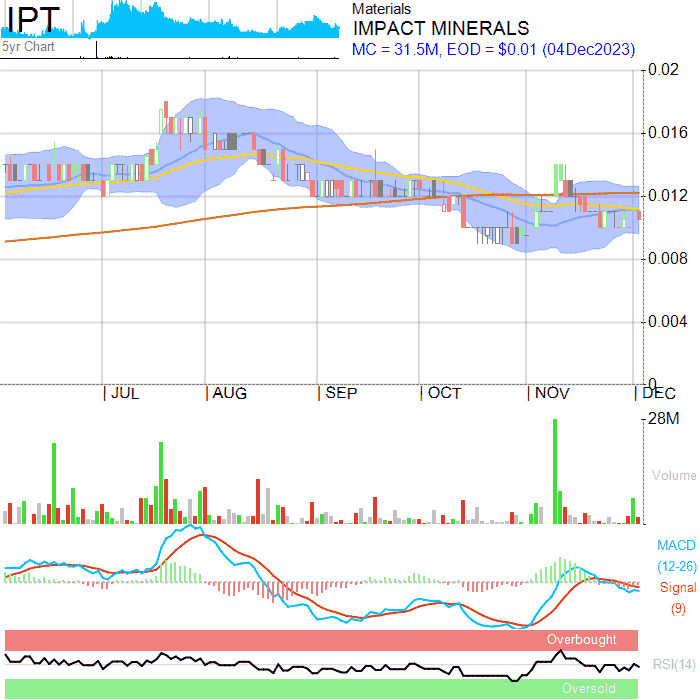 IPT
Materials
IMPACT MINERALS
5yr Chart
MC = 31.5M, EOD = $0.01 (04Dec2023)
0.02
0.016
0.012
0.008
0.004
0
JUL AUG SEP OCT NOV DEC
28M
Volume
MACD
(12-26)
Signal
(9)
Overbought
RSI(14)
Oversold